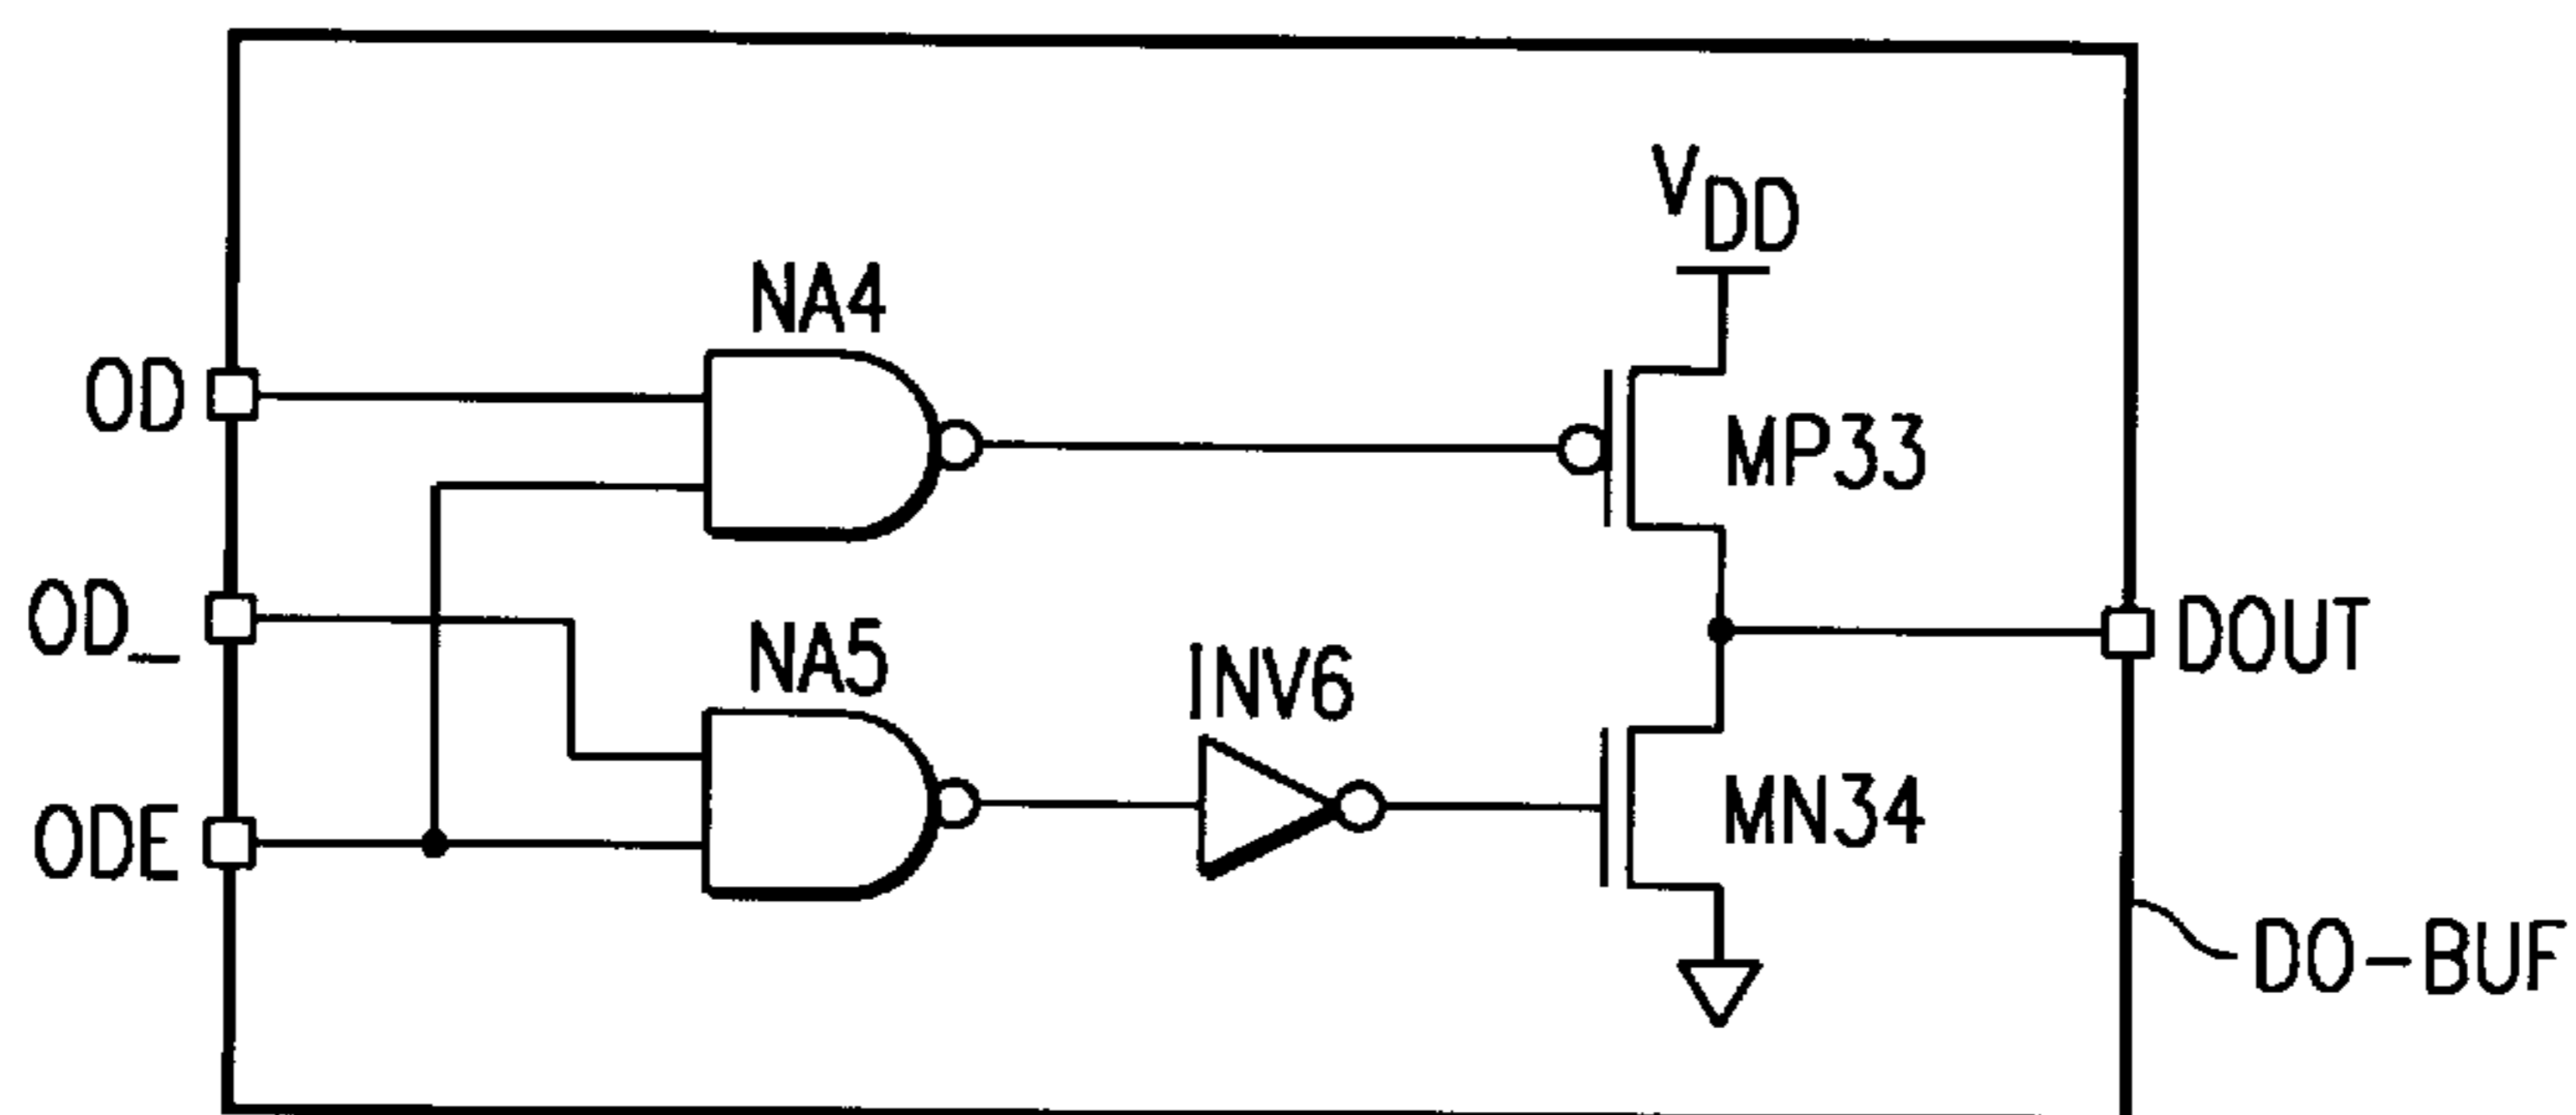 VDD
NA4
OD
MP33
OD_
NA5
INV6
DOUT
ODE
MN34
DO-BUF